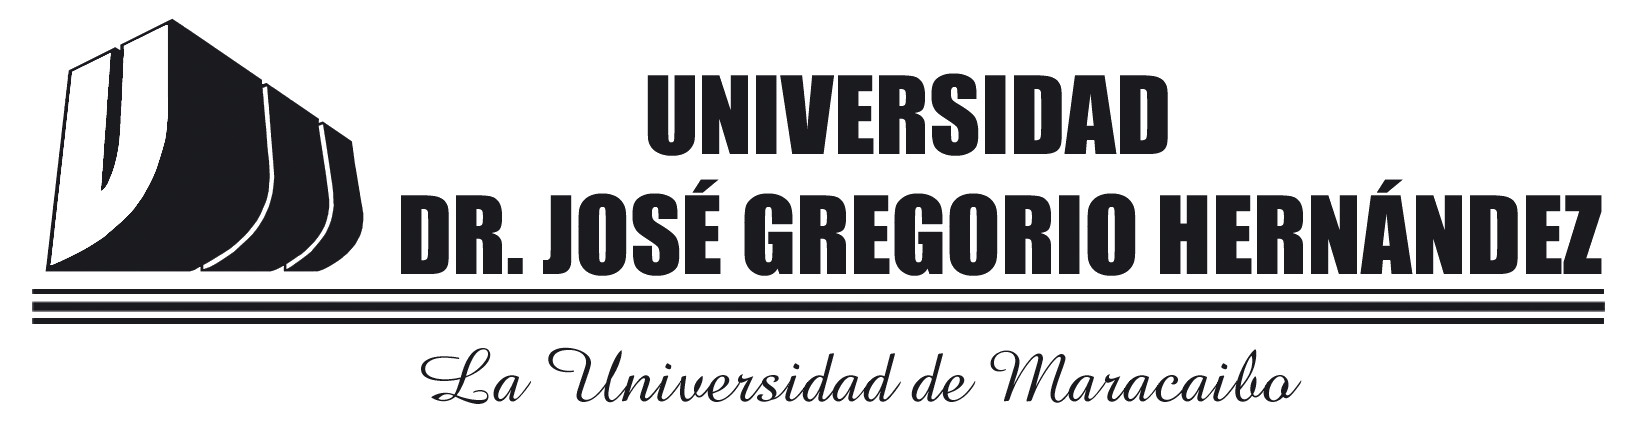 UNIVERSIDAD
DR. JOSÉ GREGORIO HERNÁNDEZ
La Universidad de Maracaibo